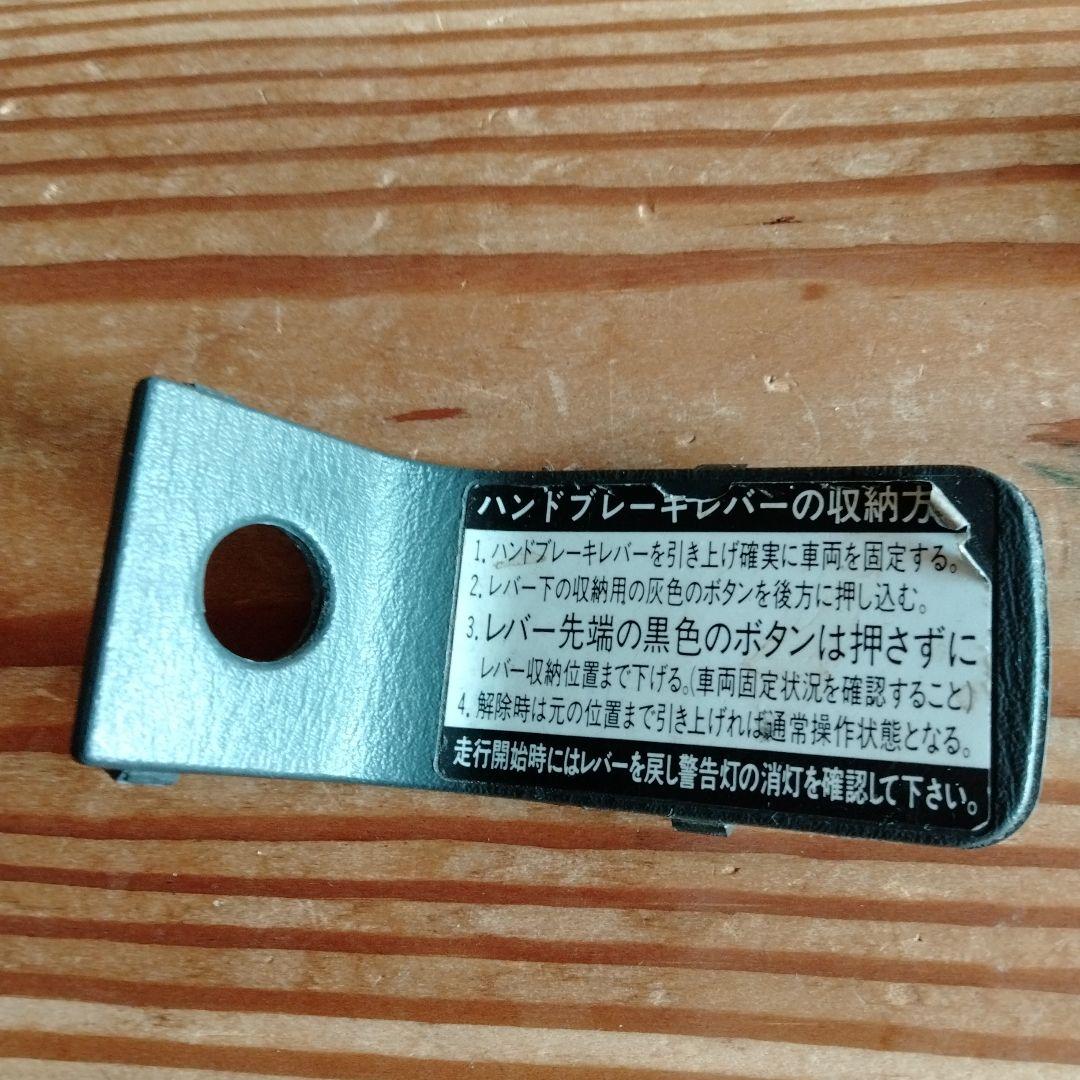 ハンドブレーキレバーの収納方
1. ハンドブレーキレバーを引き上げ確実に車両を固定する。
2. レバー下の収納用の灰色のボタンを後方に押し込む。
3. レバー先端の黒色のボタンは押さずに
レバー収納位置まで下げる。(車両固定状況を確認すること)
4. 解除時は元の位置まで引き上げれば通常操作状態となる。
走行開始時にはレバーを戻し警告灯の消灯を確認して下さい。